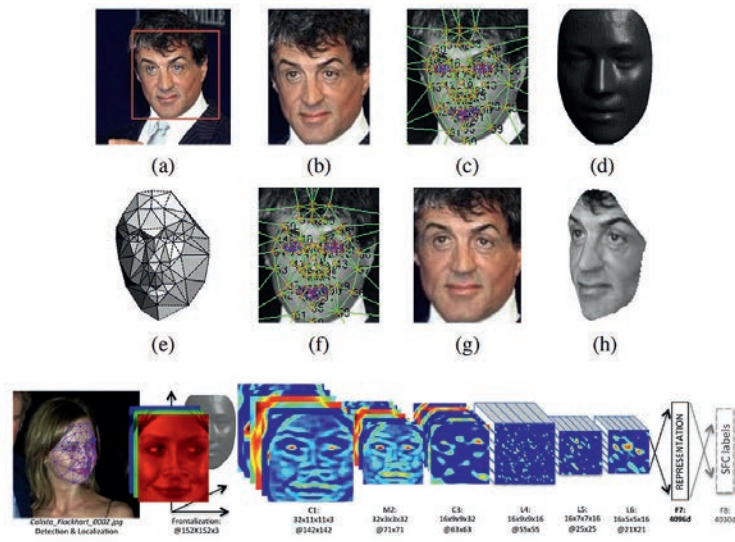 (a) (b) (c) (d)
(e) (f) (g) (h)
REPRESENTATION
SFC labels
Calista_Flockhart_0002.jpg
Detection & Localization
Frontalization:
@152X152x3
C1:
32x11x11x3
@142x142
M2:
32x3x3x32
@71x71
C3:
16x9x9x32
@63x63
L4:
16x9x9x16
@55x55
L5:
16x7x7x16
@25x25
L6:
16x5x5x16
@21X21
F7:
4096d
F8:
4030d